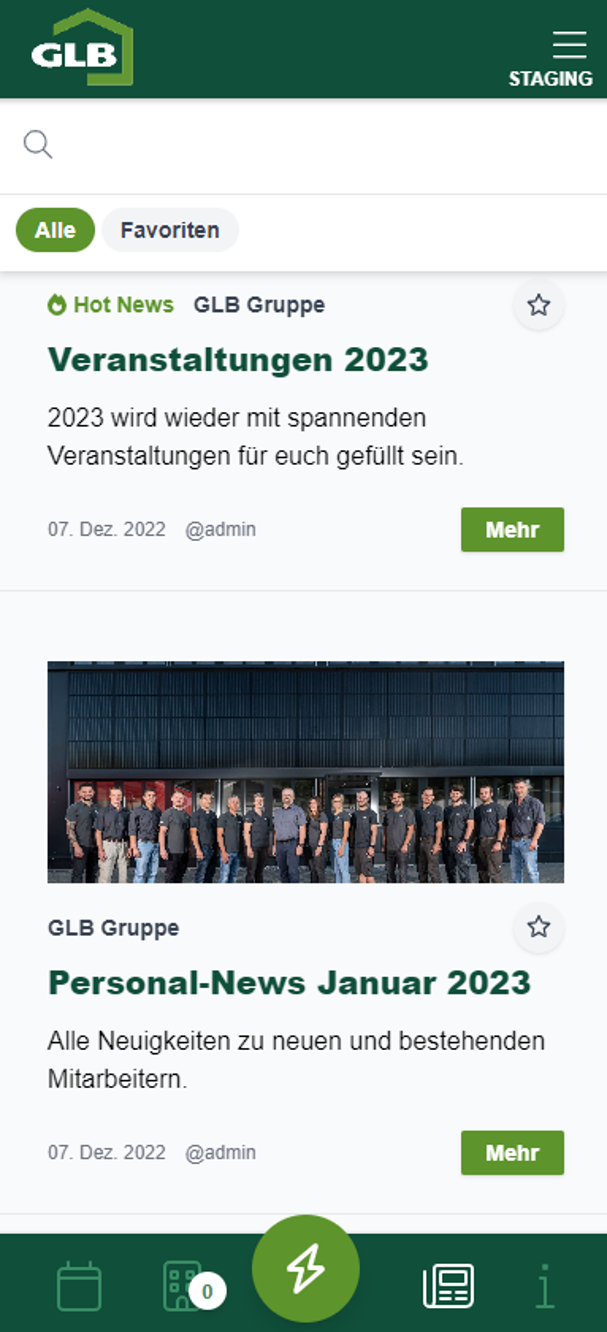 GLB
STAGING
Alle Favoriten
Hot News GLB Gruppe
Veranstaltungen 2023
2023 wird wieder mit spannenden
Veranstaltungen für euch gefüllt sein.
07. Dez. 2022 @admin Mehr
GLB Gruppe
Personal-News Januar 2023
Alle Neuigkeiten zu neuen und bestehenden
Mitarbeitern.
07. Dez. 2022 @admin Mehr
0